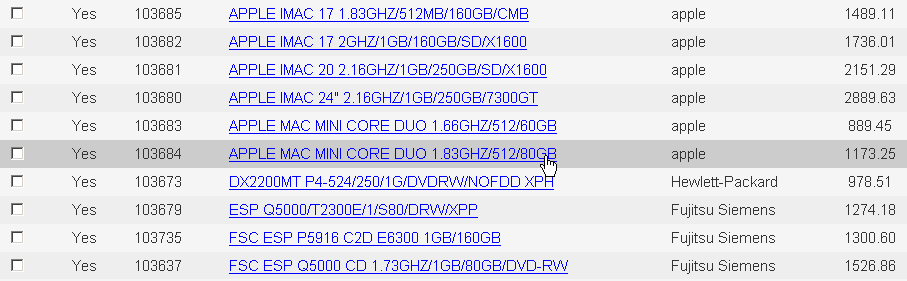 Yes 103685 APPLE IMAC 17 1.83GHZ/512MB/160GB/CMB apple 1489.11
Yes 103682 APPLE IMAC 17 2GHZ/1GB/160GB/SD/X1600 apple 1736.01
Yes 103681 APPLE IMAC 20 2.16GHZ/1GB/250GB/SD/X1600 apple 2151.29
Yes 103680 APPLE IMAC 24" 2.16GHZ/1GB/250GB/7300GT apple 2889.63
Yes 103683 APPLE MAC MINI CORE DUO 1.66GHZ/512/60GB apple 889.45
Yes 103684 APPLE MAC MINI CORE DUO 1.83GHZ/512/80GB apple 1173.25
Yes 103673 DX2200MT P4-524/250/1G/DVDRW/NOFDD XPH Hewlett-Packard 978.51
Yes 103679 ESP Q5000/T2300E/1/S80/DRW/XPP Fujitsu Siemens 1274.18
Yes 103735 FSC ESP P5916 C2D E6300 1GB/160GB Fujitsu Siemens 1300.60
Yes 103637 FSC ESP Q5000 CD 1.73GHZ/1GB/80GB/DVD-RW Fujitsu Siemens 1526.86